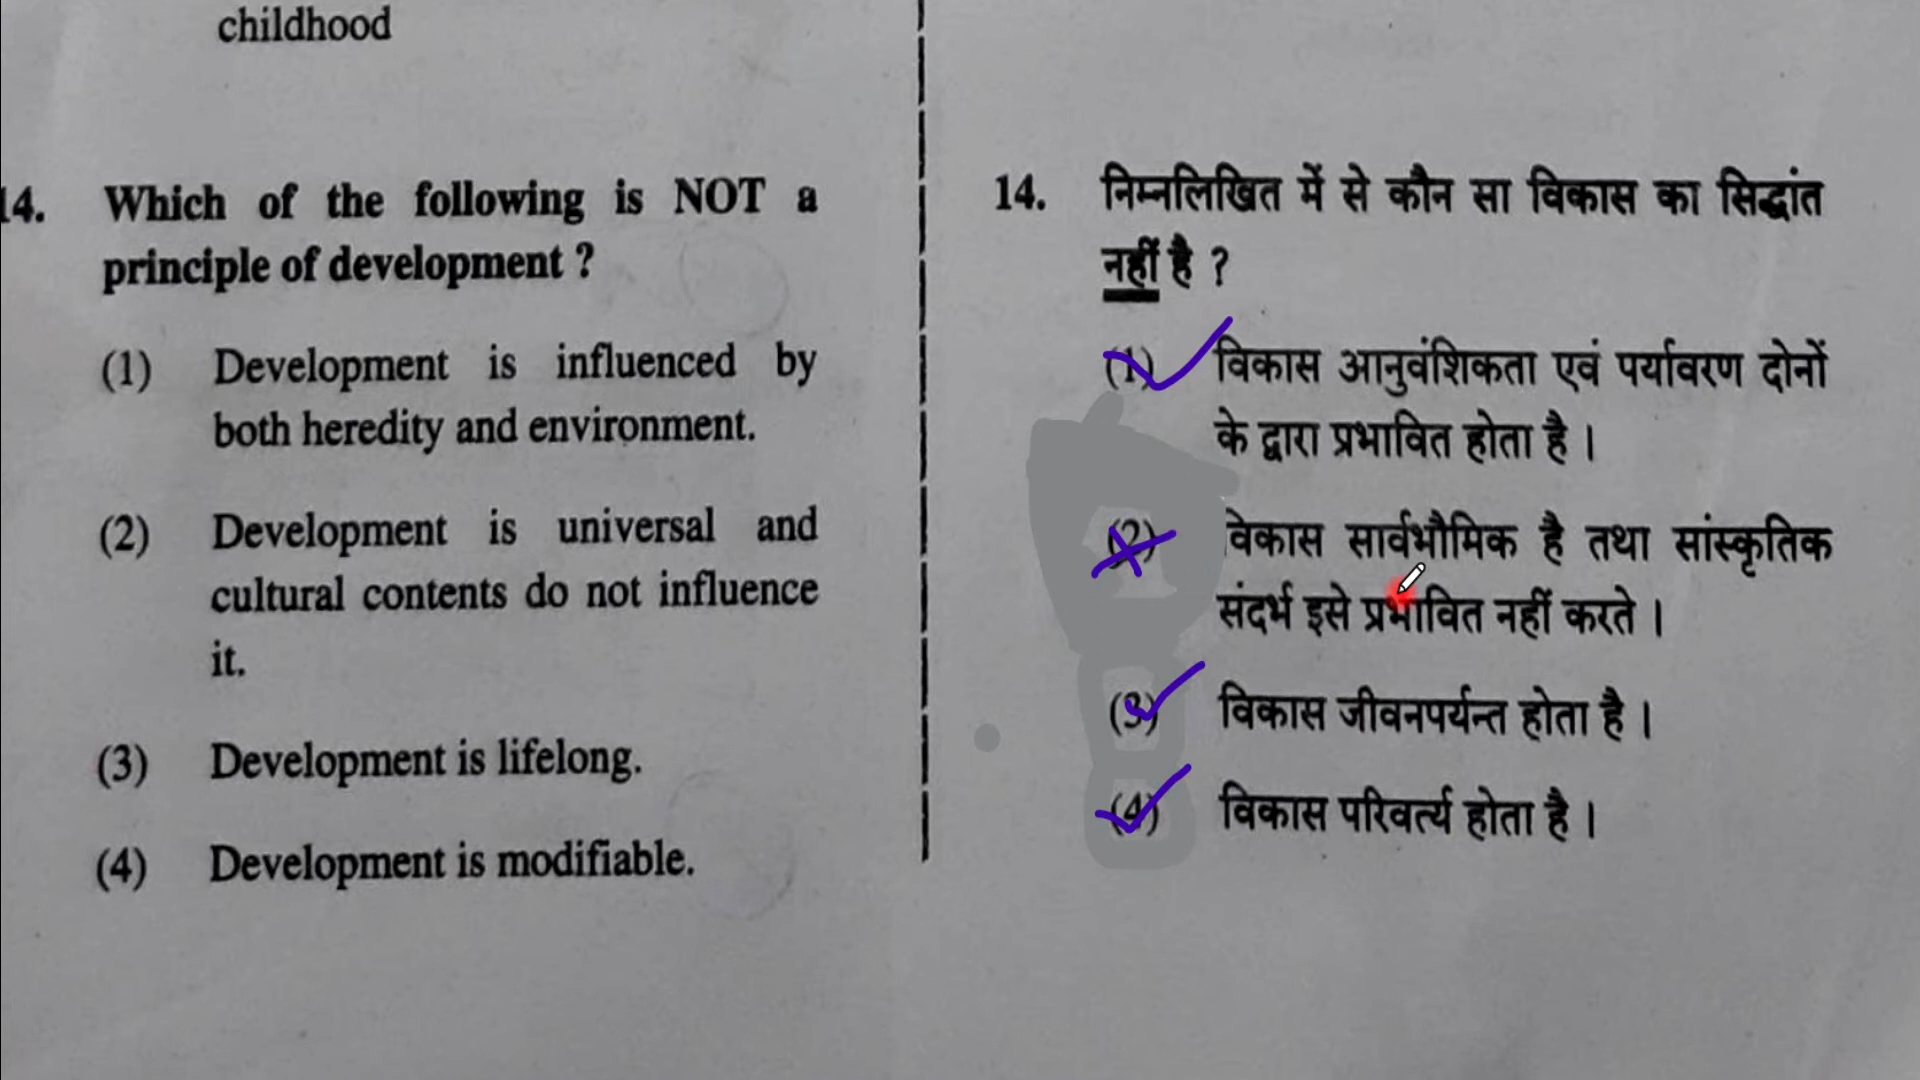 childhood
14. Which of the following is NOT a
principle of development ?
(1) Development is influenced by
both heredity and environment.
(2) Development is universal and
cultural contents do not influence
it.
(3) Development is lifelong.
(4) Development is modifiable.
14. निम्नलिखित में से कौन सा विकास का सिद्धांत
नहीं है ?
(1) विकास आनुवंशिकता एवं पर्यावरण दोनों
के द्वारा प्रभावित होता है ।
(2) विकास सार्वभौमिक है तथा सांस्कृतिक
संदर्भ इसे प्रभावित नहीं करते ।
(3) विकास जीवनपर्यन्त होता है ।
(4) विकास परिवर्त्य होता है ।